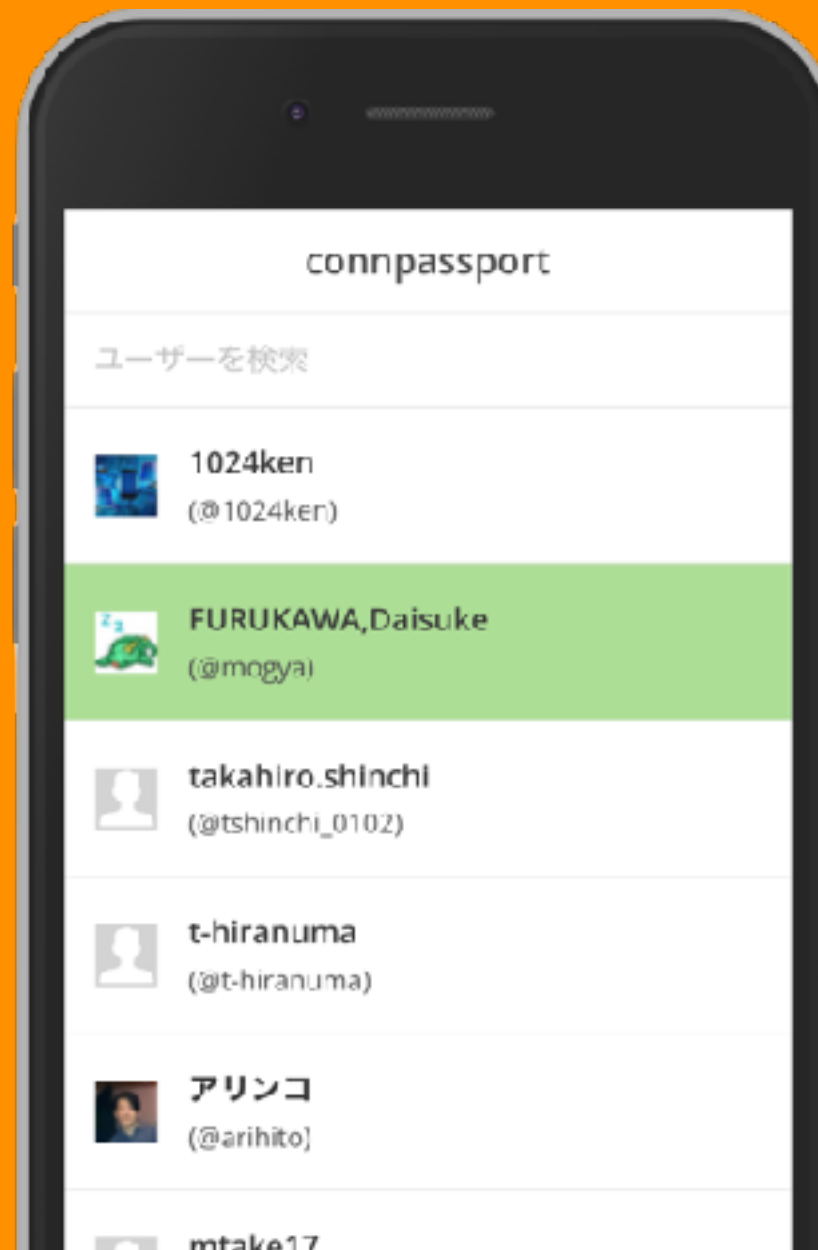 connpassport
ユーザーを検索
1024ken
(@1024ken)
FURUKAWA,Daisuke
(@mogya)
takahiro.shinchi
(@tshinchi_0102)
t-hiranuma
(@t-hiranuma)
アリンコ
(@arihito)
mtake17